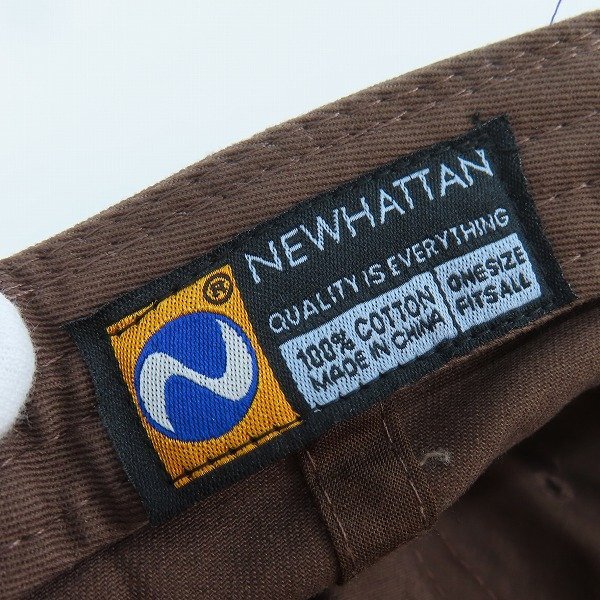 ®
NEWHATTAN
QUALITY IS EVERYTHING
100% COTTON
MADE IN CHINA
ONE SIZE
FITS ALL